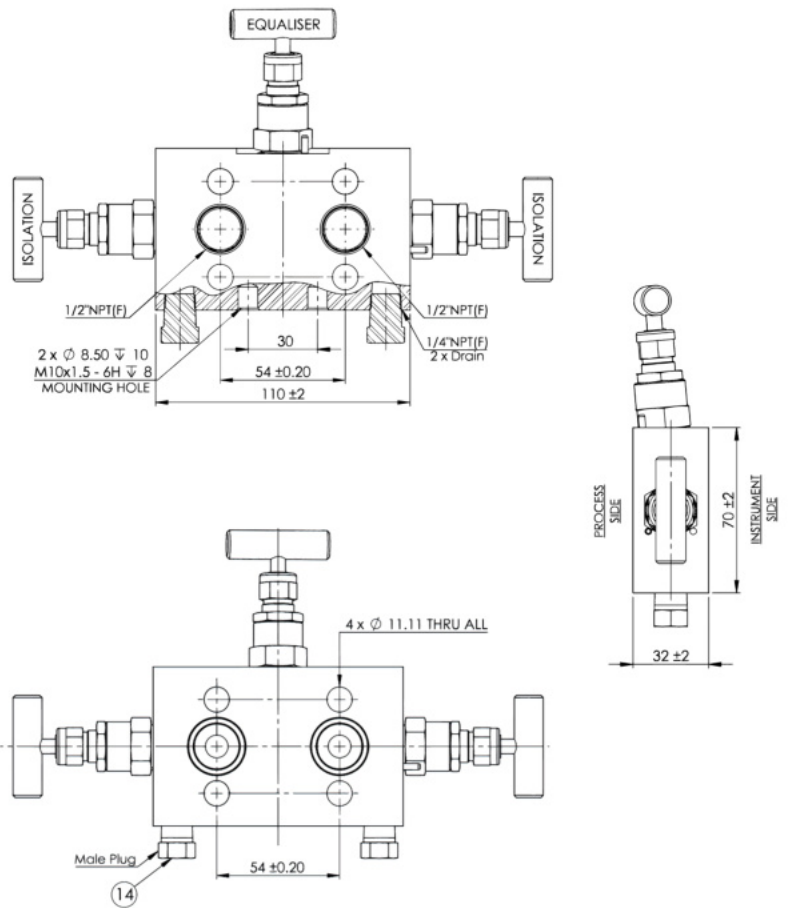 EQUALISER
ISOLATION
ISOLATION
1/2"NPT(F)
1/2"NPT(F)
1/4"NPT(F)
2 x Drain
2 x ∅ 8.50 ↧ 10
M10x1.5 - 6H ↧ 8
MOUNTING HOLE
30
54 ±0.20
110 ±2
PROCESS
SIDE
70 ±2
INSTRUMENT
SIDE
32 ±2
4 x ∅ 11.11 THRU ALL
Male Plug
14
54 ±0.20